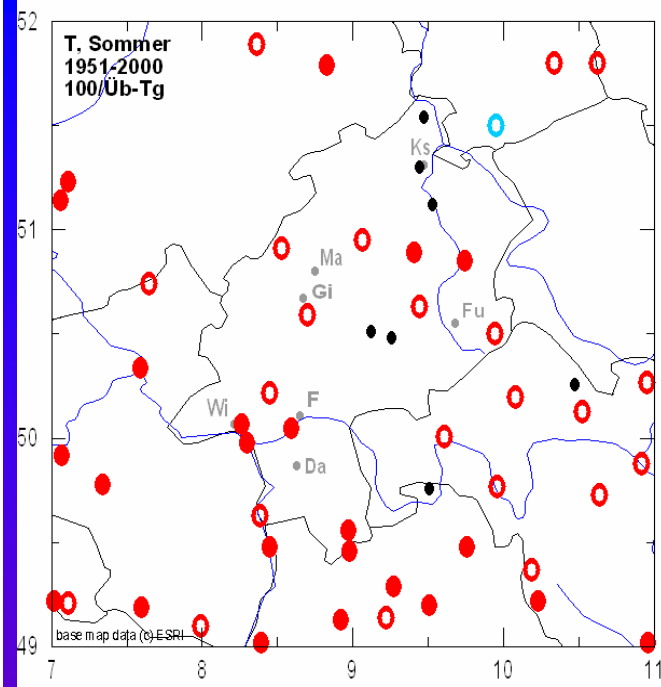 52
T, Sommer
1951-2000
100/Üb-Tg
Ks
51
Ma
Gi
Fu
Wi
F
50
Da
base map data (c) ESRI
49
7 8 9 10 11